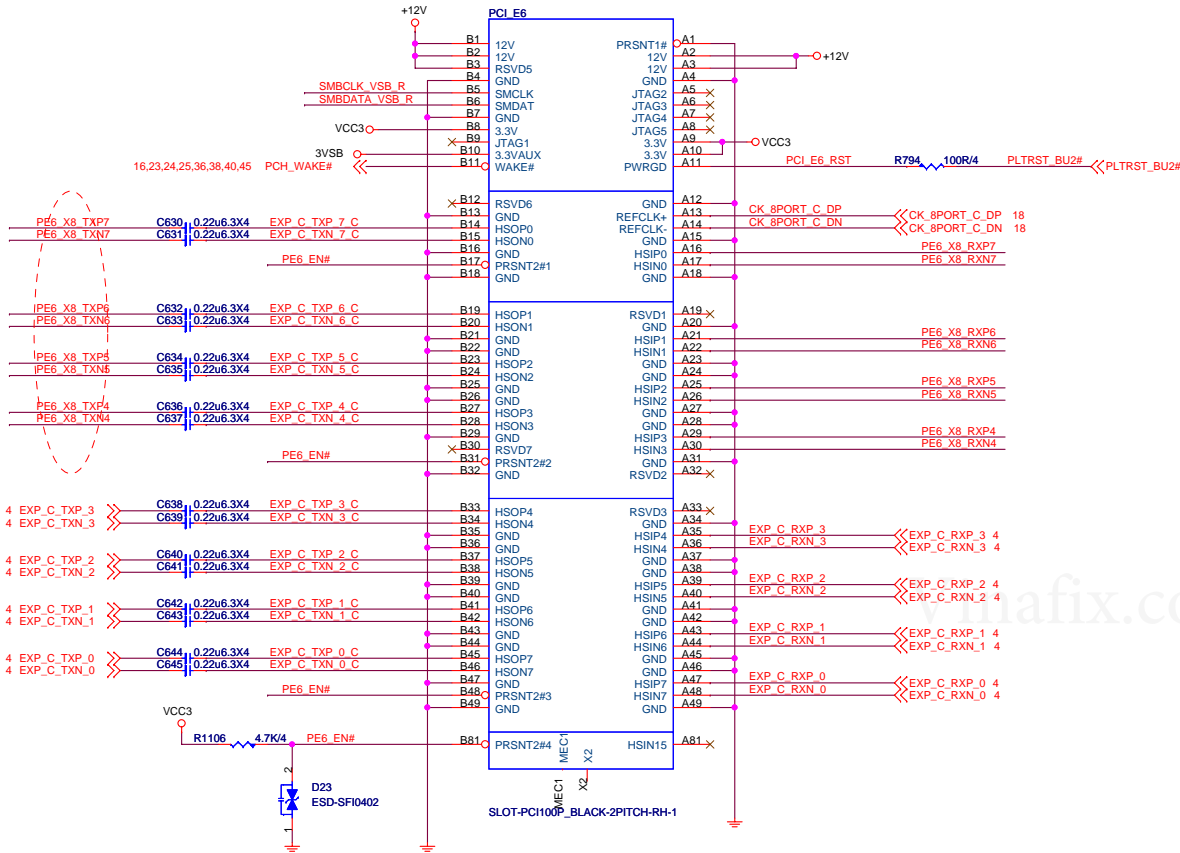 +12V
PCI_E6
B1 12V PRSNT1# A1
B2 12V 12V A2 +12V
B3 RSVD5 12V A3
B4 GND GND A4
SMBCLK_VSB_R B5 SMCLK JTAG2 A5
SMBDATA_VSB_R B6 SMDAT JTAG3 A6
B7 GND JTAG4 A7
VCC3 B8 3.3V JTAG5 A8
B9 JTAG1 3.3V A9 VCC3
3VSB B10 3.3VAUX 3.3V A10
16,23,24,25,36,38,40,45 PCH_WAKE# B11 WAKE# PWRGD A11 PCI_E6_RST R794 100R/4 PLTRST_BU2# PLTRST_BU2#
B12 RSVD6 GND A12
B13 GND REFCLK+ A13 CK_8PORT_C_DP CK_8PORT_C_DP 18
PE6_X8_TXP7 C630 0.22u6.3X4 EXP_C_TXP_7_C B14 HSOP0 REFCLK- A14 CK_8PORT_C_DN CK_8PORT_C_DN 18
PE6_X8_TXN7 C631 0.22u6.3X4 EXP_C_TXN_7_C B15 HSON0 GND A15
B16 GND HSIP0 A16 PE6_X8_RXP7
PE6_EN# B17 PRSNT2#1 HSIN0 A17 PE6_X8_RXN7
B18 GND GND A18
PE6_X8_TXP6 C632 0.22u6.3X4 EXP_C_TXP_6_C B19 HSOP1 RSVD1 A19
PE6_X8_TXN6 C633 0.22u6.3X4 EXP_C_TXN_6_C B20 HSON1 GND A20
B21 GND HSIP1 A21 PE6_X8_RXP6
B22 GND HSIN1 A22 PE6_X8_RXN6
PE6_X8_TXP5 C634 0.22u6.3X4 EXP_C_TXP_5_C B23 HSOP2 GND A23
PE6_X8_TXN5 C635 0.22u6.3X4 EXP_C_TXN_5_C B24 HSON2 GND A24
B25 GND HSIP2 A25 PE6_X8_RXP5
B26 GND HSIN2 A26 PE6_X8_RXN5
PE6_X8_TXP4 C636 0.22u6.3X4 EXP_C_TXP_4_C B27 HSOP3 GND A27
PE6_X8_TXN4 C637 0.22u6.3X4 EXP_C_TXN_4_C B28 HSON3 GND A28
B29 GND HSIP3 A29 PE6_X8_RXP4
B30 RSVD7 HSIN3 A30 PE6_X8_RXN4
PE6_EN# B31 PRSNT2#2 GND A31
B32 GND RSVD2 A32
4 EXP_C_TXP_3 C638 0.22u6.3X4 EXP_C_TXP_3_C B33 HSOP4 RSVD3 A33
4 EXP_C_TXN_3 C639 0.22u6.3X4 EXP_C_TXN_3_C B34 HSON4 GND A34
B35 GND HSIP4 A35 EXP_C_RXP_3 EXP_C_RXP_3 4
B36 GND HSIN4 A36 EXP_C_RXN_3 EXP_C_RXN_3 4
4 EXP_C_TXP_2 C640 0.22u6.3X4 EXP_C_TXP_2_C B37 HSOP5 GND A37
4 EXP_C_TXN_2 C641 0.22u6.3X4 EXP_C_TXN_2_C B38 HSON5 GND A38
B39 GND HSIP5 A39 EXP_C_RXP_2 EXP_C_RXP_2 4
B40 GND HSIN5 A40 EXP_C_RXN_2 EXP_C_RXN_2 4
4 EXP_C_TXP_1 C642 0.22u6.3X4 EXP_C_TXP_1_C B41 HSOP6 GND A41
4 EXP_C_TXN_1 C643 0.22u6.3X4 EXP_C_TXN_1_C B42 HSON6 GND A42
B43 GND HSIP6 A43 EXP_C_RXP_1 EXP_C_RXP_1 4
B44 GND HSIN6 A44 EXP_C_RXN_1 EXP_C_RXN_1 4
4 EXP_C_TXP_0 C644 0.22u6.3X4 EXP_C_TXP_0_C B45 HSOP7 GND A45
4 EXP_C_TXN_0 C645 0.22u6.3X4 EXP_C_TXN_0_C B46 HSON7 GND A46
B47 GND HSIP7 A47 EXP_C_RXP_0 EXP_C_RXP_0 4
PE6_EN# B48 PRSNT2#3 HSIN7 A48 EXP_C_RXN_0 EXP_C_RXN_0 4
B49 GND GND A49
VCC3
R1106 4.7K/4 PE6_EN# B81 PRSNT2#4 MEC1 X2 HSIN15 A81
2 MEC1 X2
D23
ESD-SFI0402
1
SLOT-PCI100P_BLACK-2PITCH-RH-1
vinafix.co